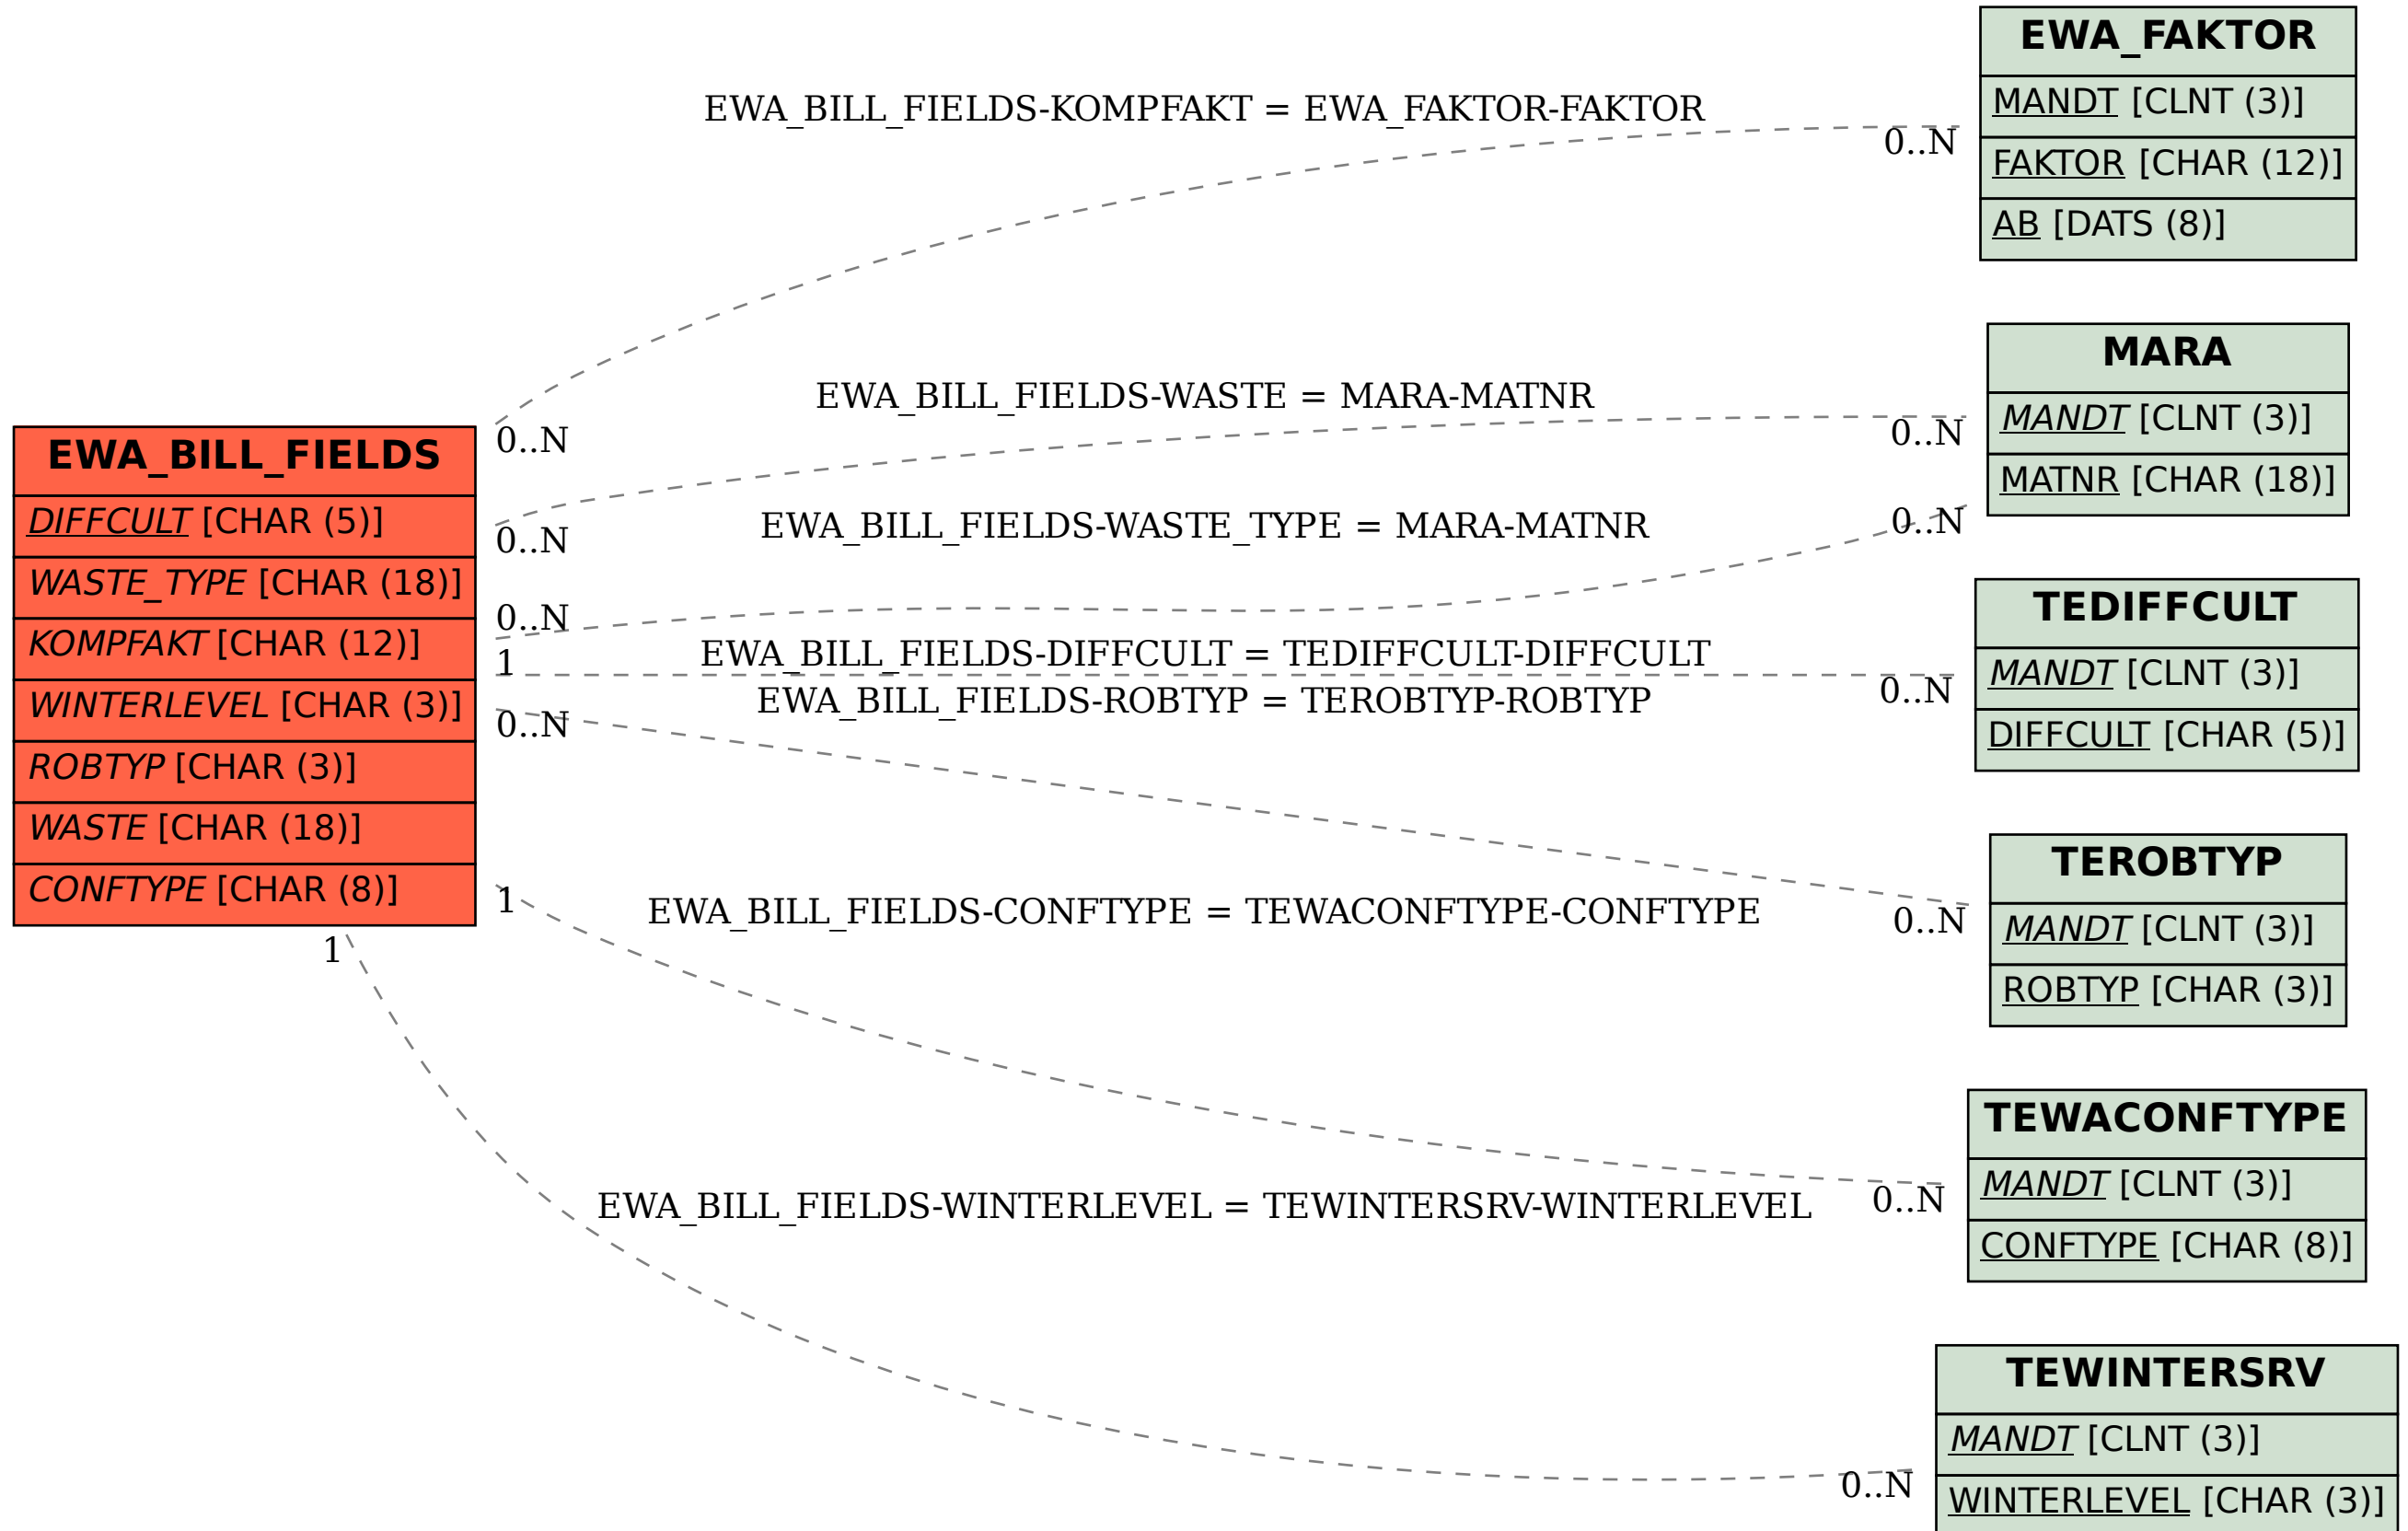 EWA_BILL_FIELDS
DIFFCULT [CHAR (5)]
WASTE_TYPE [CHAR (18)]
KOMPFAKT [CHAR (12)]
WINTERLEVEL [CHAR (3)]
ROBTYP [CHAR (3)]
WASTE [CHAR (18)]
CONFTYPE [CHAR (8)]
EWA_BILL_FIELDS-KOMPFAKT = EWA_FAKTOR-FAKTOR
0..N
0..N
EWA_BILL_FIELDS-WASTE = MARA-MATNR
0..N
0..N
EWA_BILL_FIELDS-WASTE_TYPE = MARA-MATNR
0..N
0..N
EWA_BILL_FIELDS-DIFFCULT = TEDIFFCULT-DIFFCULT
1
0..N
EWA_BILL_FIELDS-ROBTYP = TEROBTYP-ROBTYP
0..N
0..N
EWA_BILL_FIELDS-CONFTYPE = TEWACONFTYPE-CONFTYPE
1
0..N
EWA_BILL_FIELDS-WINTERLEVEL = TEWINTERSRV-WINTERLEVEL
1
0..N
EWA_FAKTOR
MANDT [CLNT (3)]
FAKTOR [CHAR (12)]
AB [DATS (8)]
MARA
MANDT [CLNT (3)]
MATNR [CHAR (18)]
TEDIFFCULT
MANDT [CLNT (3)]
DIFFCULT [CHAR (5)]
TEROBTYP
MANDT [CLNT (3)]
ROBTYP [CHAR (3)]
TEWACONFTYPE
MANDT [CLNT (3)]
CONFTYPE [CHAR (8)]
TEWINTERSRV
MANDT [CLNT (3)]
WINTERLEVEL [CHAR (3)]